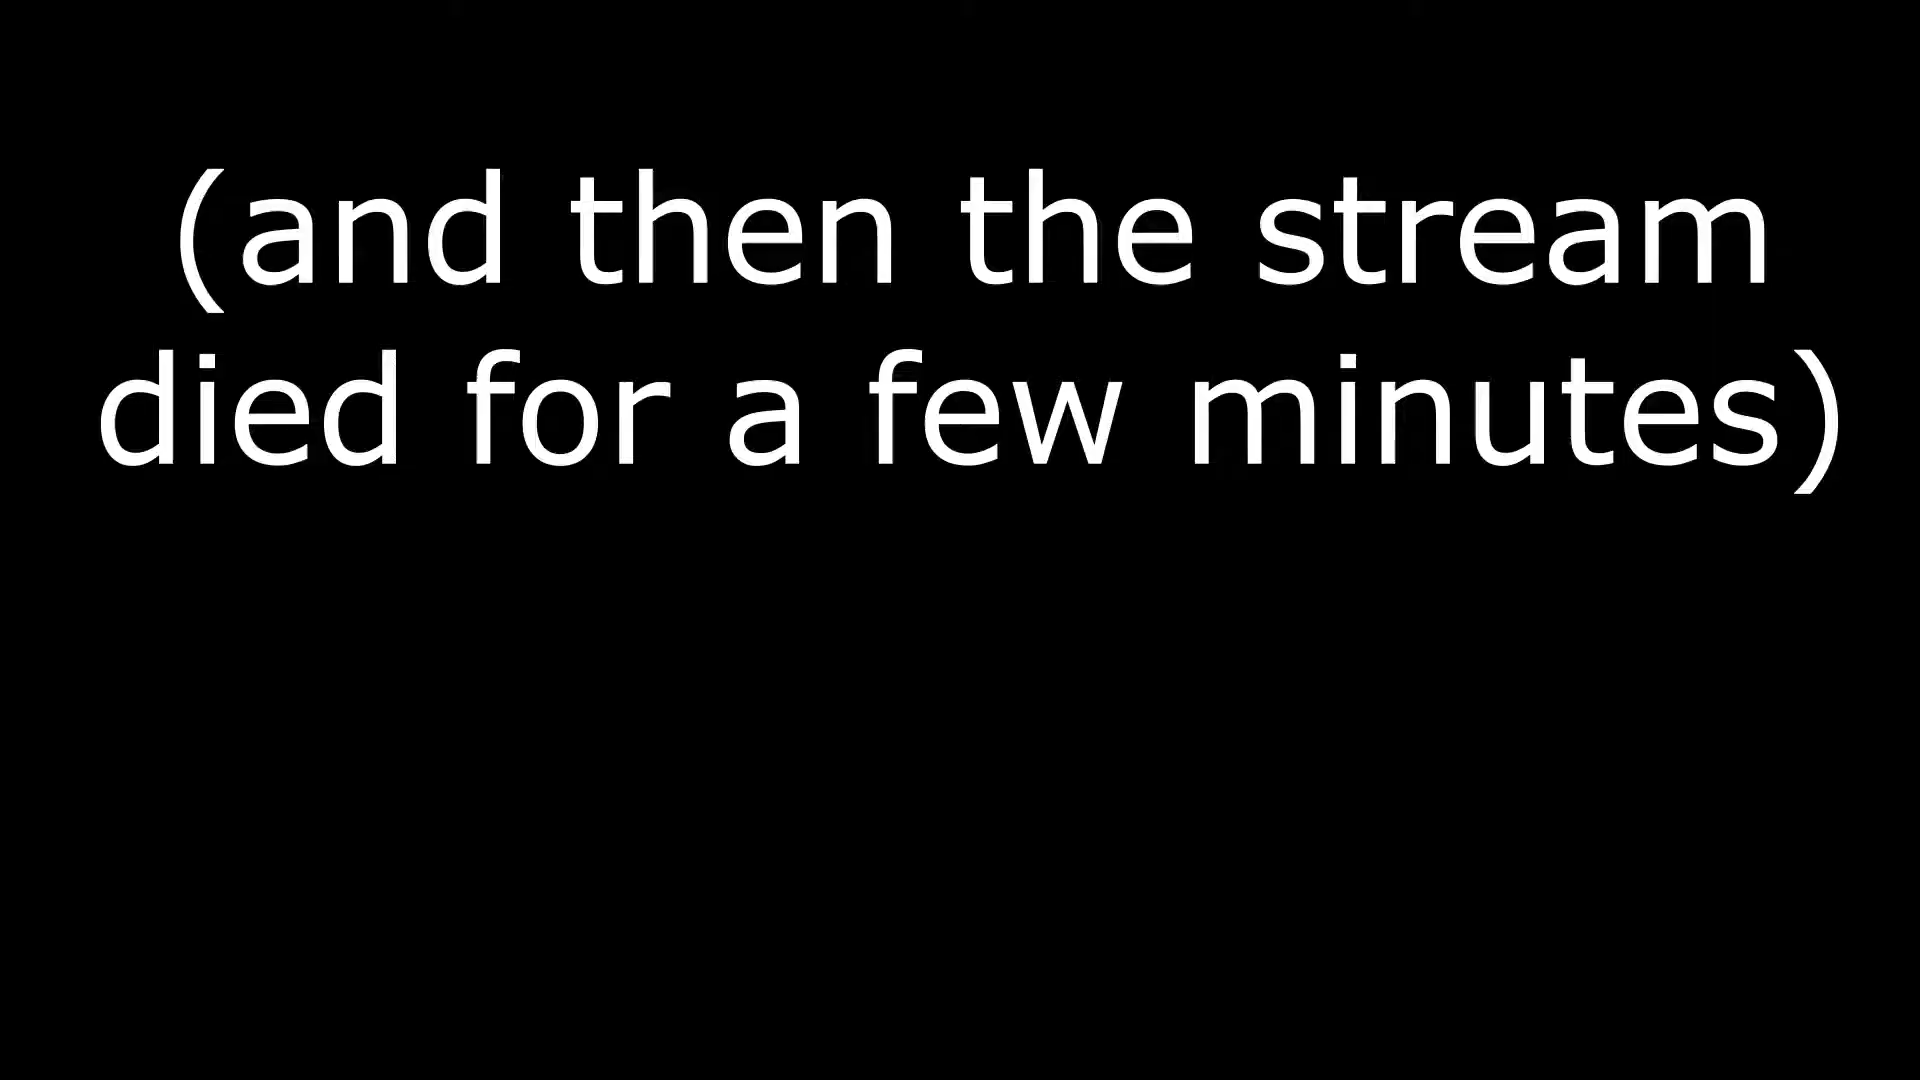 (and then the stream
died for a few minutes)